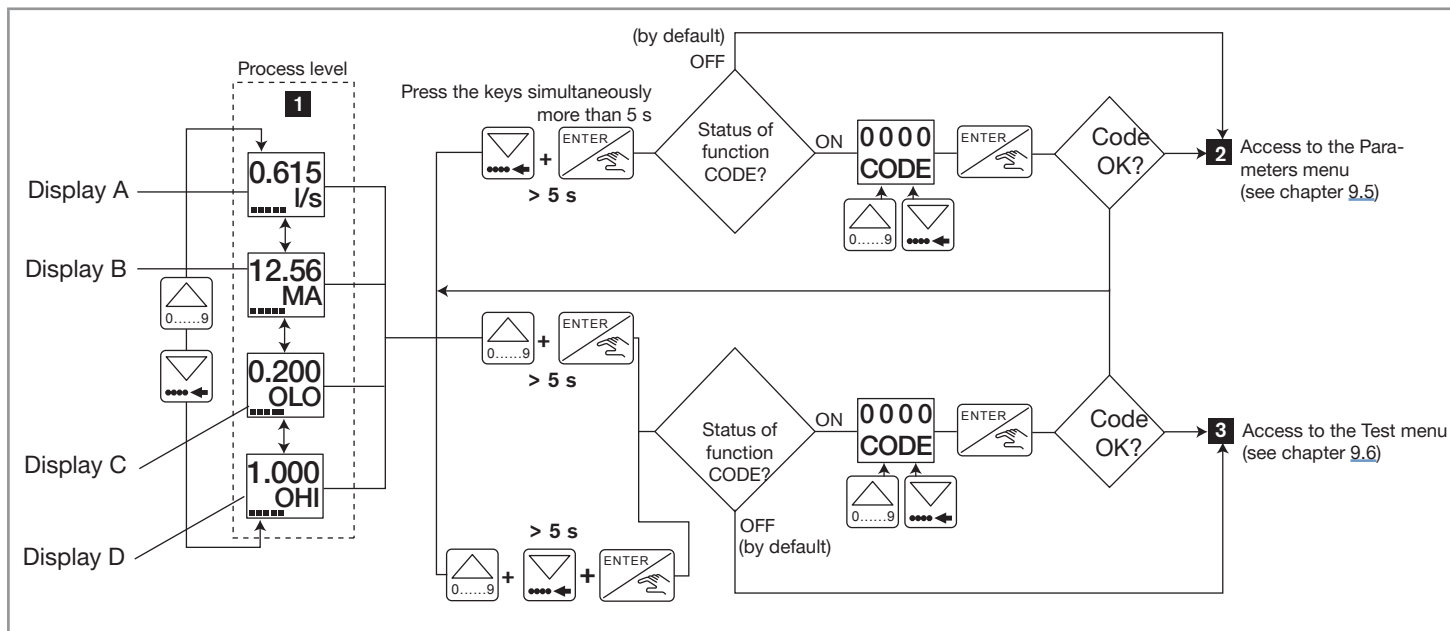 Process level
1
Display A
0.615
l/s
Display B
12.56
MA
0......9
0.200
OLO
Display C
1.000
OHI
Display D
Press the keys simultaneously
more than 5 s
+
ENTER
> 5 s
(by default)
OFF
Status of
function
CODE?
ON
0000
CODE
0......9
ENTER
Code
OK?
2
Access to the Para-
meters menu
(see chapter 9.5)
0......9
+
ENTER
> 5 s
> 5 s
0......9
+
+
ENTER
Status of
function
CODE?
ON
OFF
(by default)
0000
CODE
0......9
ENTER
Code
OK?
3
Access to the Test menu
(see chapter 9.6)